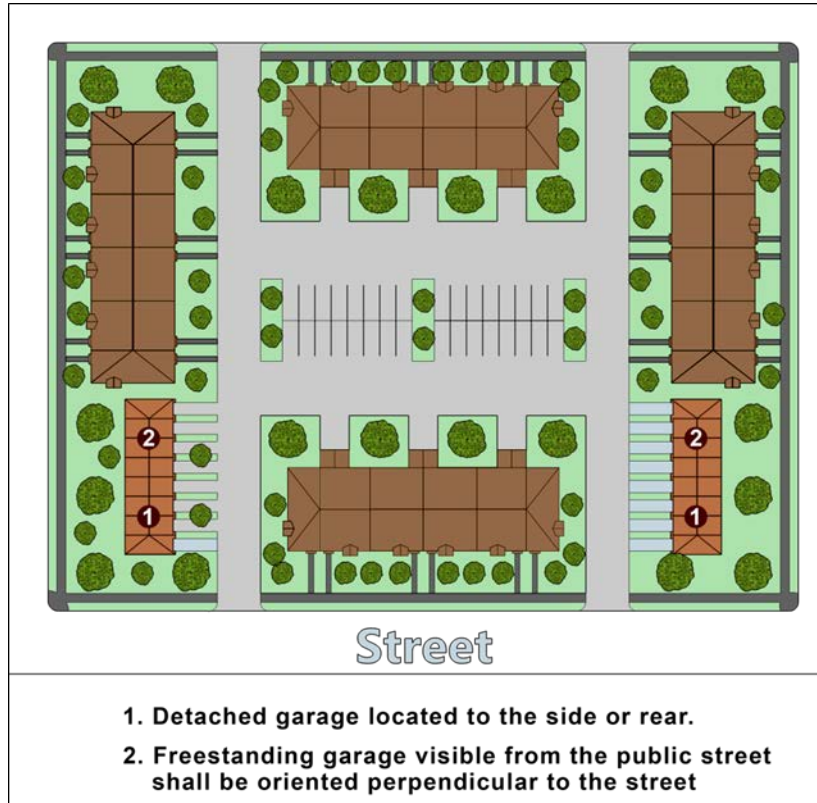 2
2
1
1
Street
1. Detached garage located to the side or rear.
2. Freestanding garage visible from the public street
shall be oriented perpendicular to the street